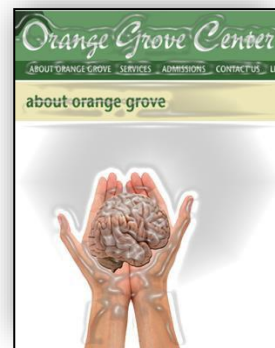 Orange Grove Center
ABOUT ORANGE GROVE SERVICES ADMISSIONS CONTACT US
about orange grove